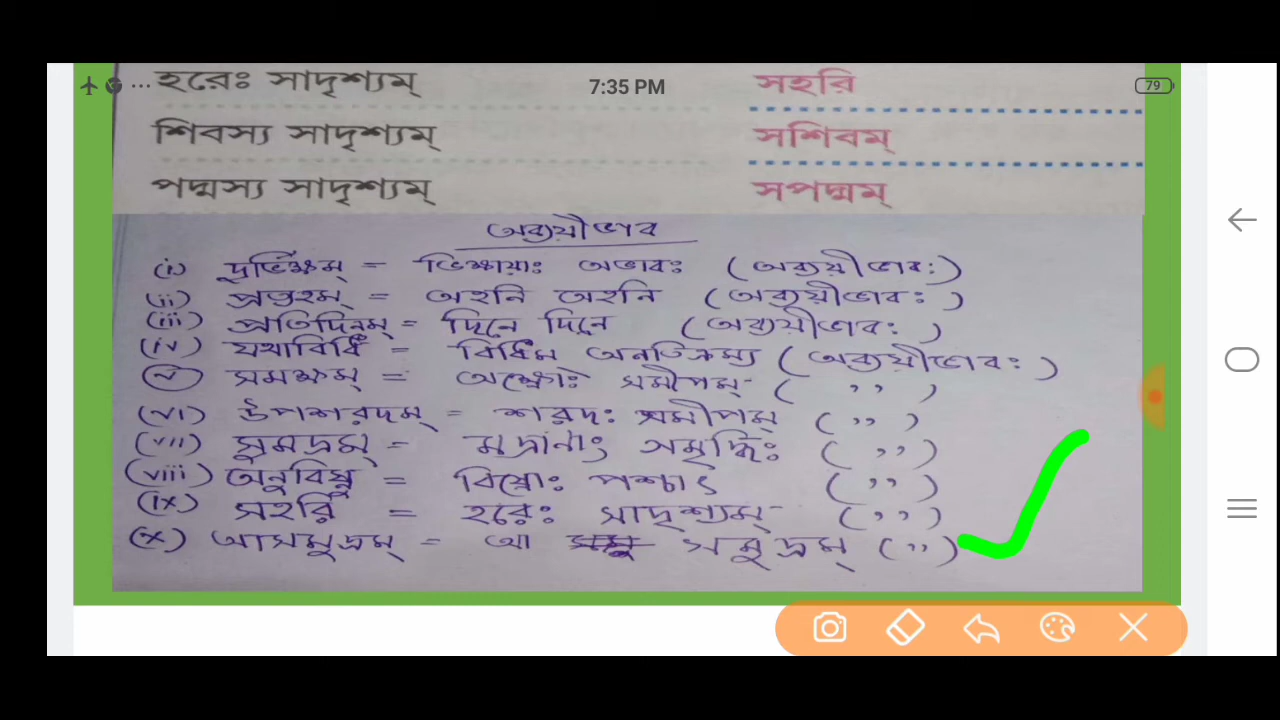 হরেঃ সাদৃশ্যম্ 7:35 PM সহরি 79
শিবস্য সাদৃশ্যম্ সশিবম্
পদ্মস্য সাদৃশ্যম্ সপদ্মম্
অব্যয়ীভাব
(i) দুর্ভিক্ষম্ = ভিক্ষায়াঃ অভাবঃ (অব্যয়ীভাবঃ)
(ii) প্রত্যহম্ = অহনি অহনি (অব্যয়ীভাবঃ)
(iii) প্রতিদিনম্ = দিনে দিনে (অব্যয়ীভাবঃ)
(iv) যথাবিধি = বিধিম অনতিক্রম্য (অব্যয়ীভাবঃ)
(v) সমক্ষম্ = অক্ষ্ণোঃ সমীপম্ (,,)
(vi) উপশরদম্ = শরদঃ সমীপম্ (,,)
(vii) সুমদ্রম্ = মদ্রানাং সমৃদ্ধিঃ (,,)
(viii) অনুবিষ্ণু = বিষ্ণোঃ পশ্চাৎ (,,)
(ix) সহরি = হরেঃ সাদৃশ্যম্ (,,)
(x) আসমুদ্রম্ = আ সমুদ্রম্ (,,)